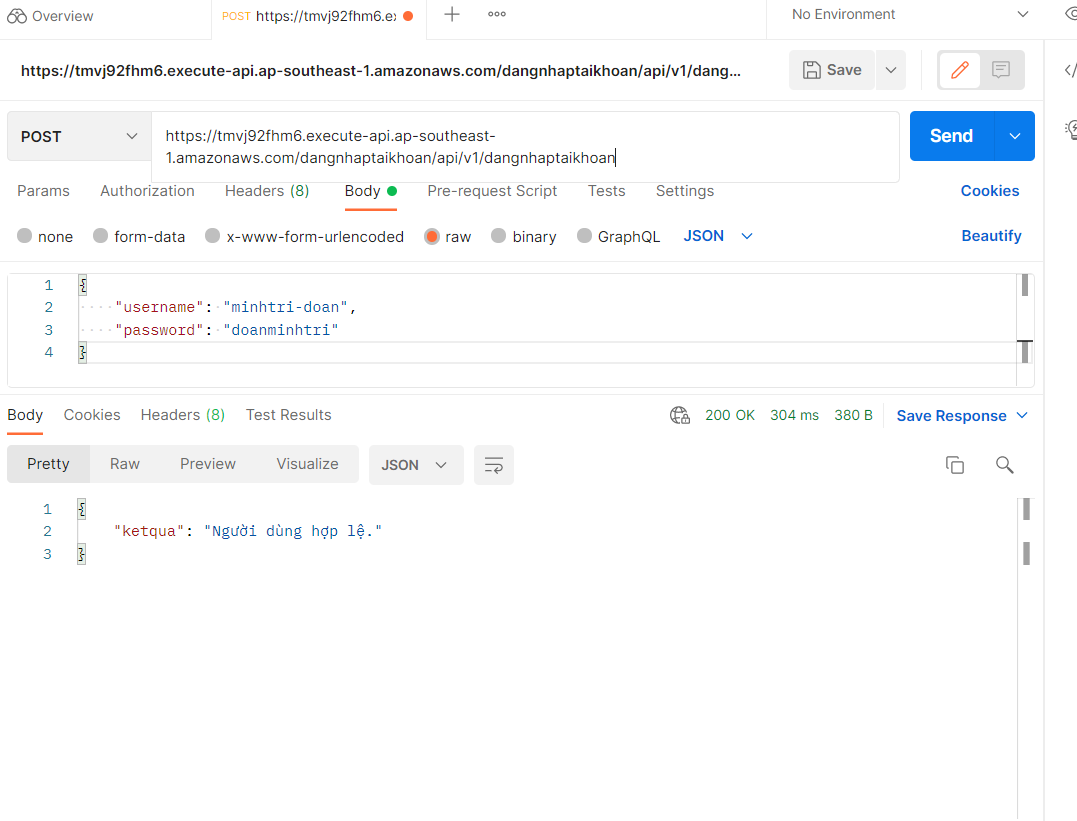 Overview
POST https://tmvj92fhm6.ex
No Environment
https://tmvj92fhm6.execute-api.ap-southeast-1.amazonaws.com/dangnhaptaikhoan/api/v1/dang...
Save
POST
https://tmvj92fhm6.execute-api.ap-southeast-
1.amazonaws.com/dangnhaptaikhoan/api/v1/dangnhaptaikhoan
Send
Params Authorization Headers (8) Body Pre-request Script Tests Settings Cookies
none form-data x-www-form-urlencoded raw binary GraphQL JSON Beautify
1 {
2 "username": "minhtri-doan",
3 "password": "doanminhtri"
4 }
Body Cookies Headers (8) Test Results 200 OK 304 ms 380 B Save Response
Pretty Raw Preview Visualize JSON
1 {
2 "ketqua": "Người dùng hợp lệ."
3 }